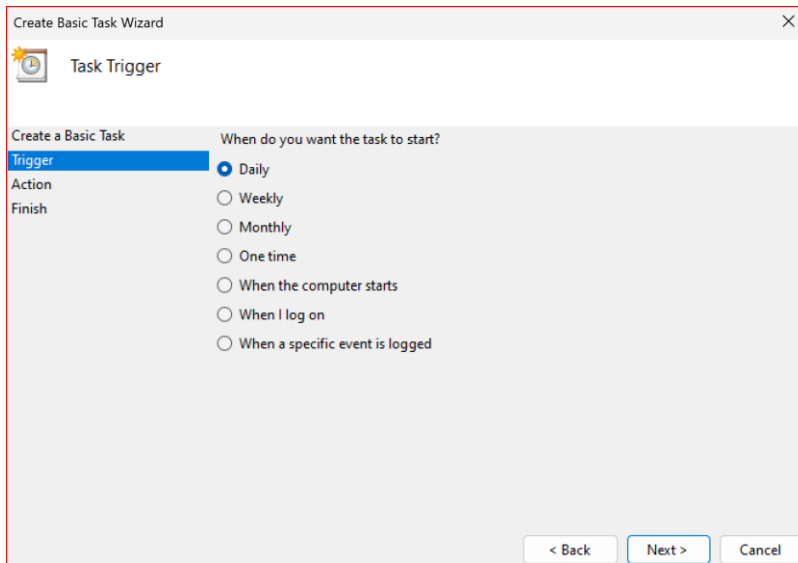 Create Basic Task Wizard
Task Trigger
Create a Basic Task
Trigger
Action
Finish
When do you want the task to start?
Daily
Weekly
Monthly
One time
When the computer starts
When I log on
When a specific event is logged
< Back Next > Cancel